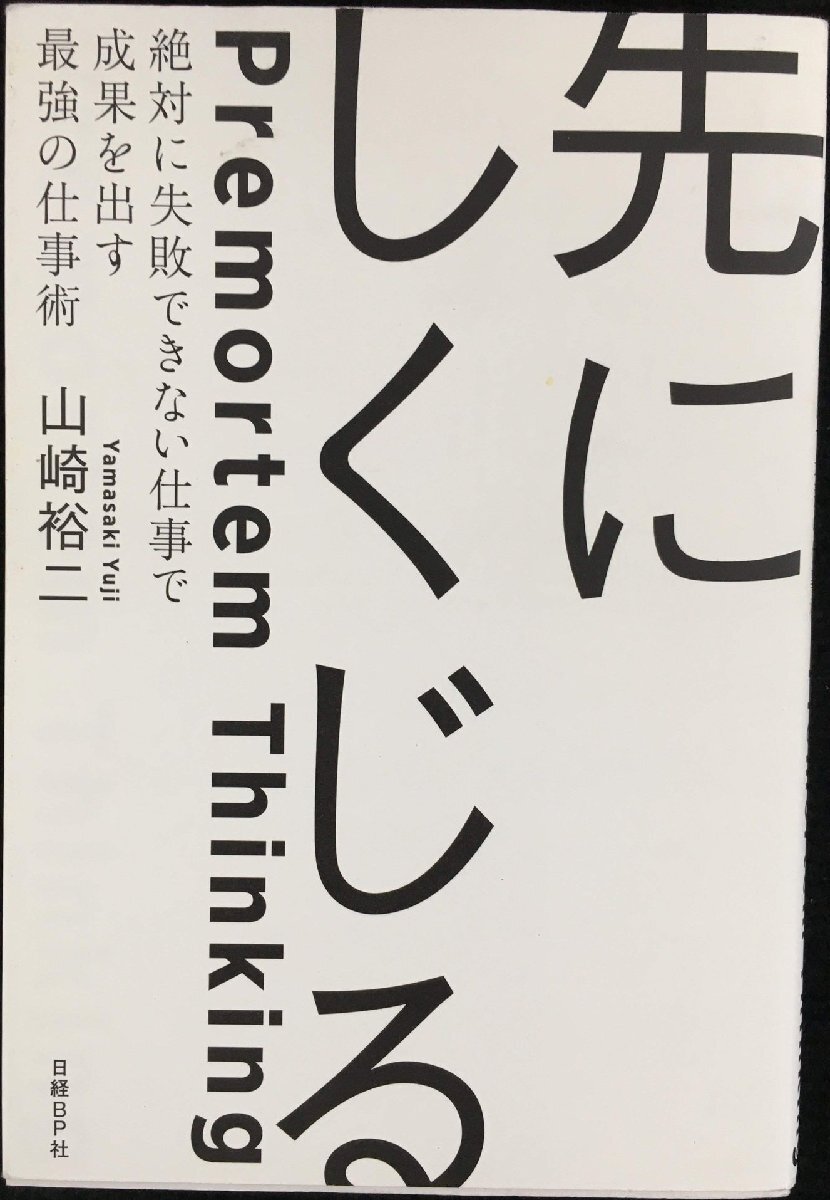 先に
しくじる
Premortem Thinking
絶対に失敗できない仕事で
成果を出す
最強の仕事術
山崎裕二
Yamasaki Yuji
日経BP社